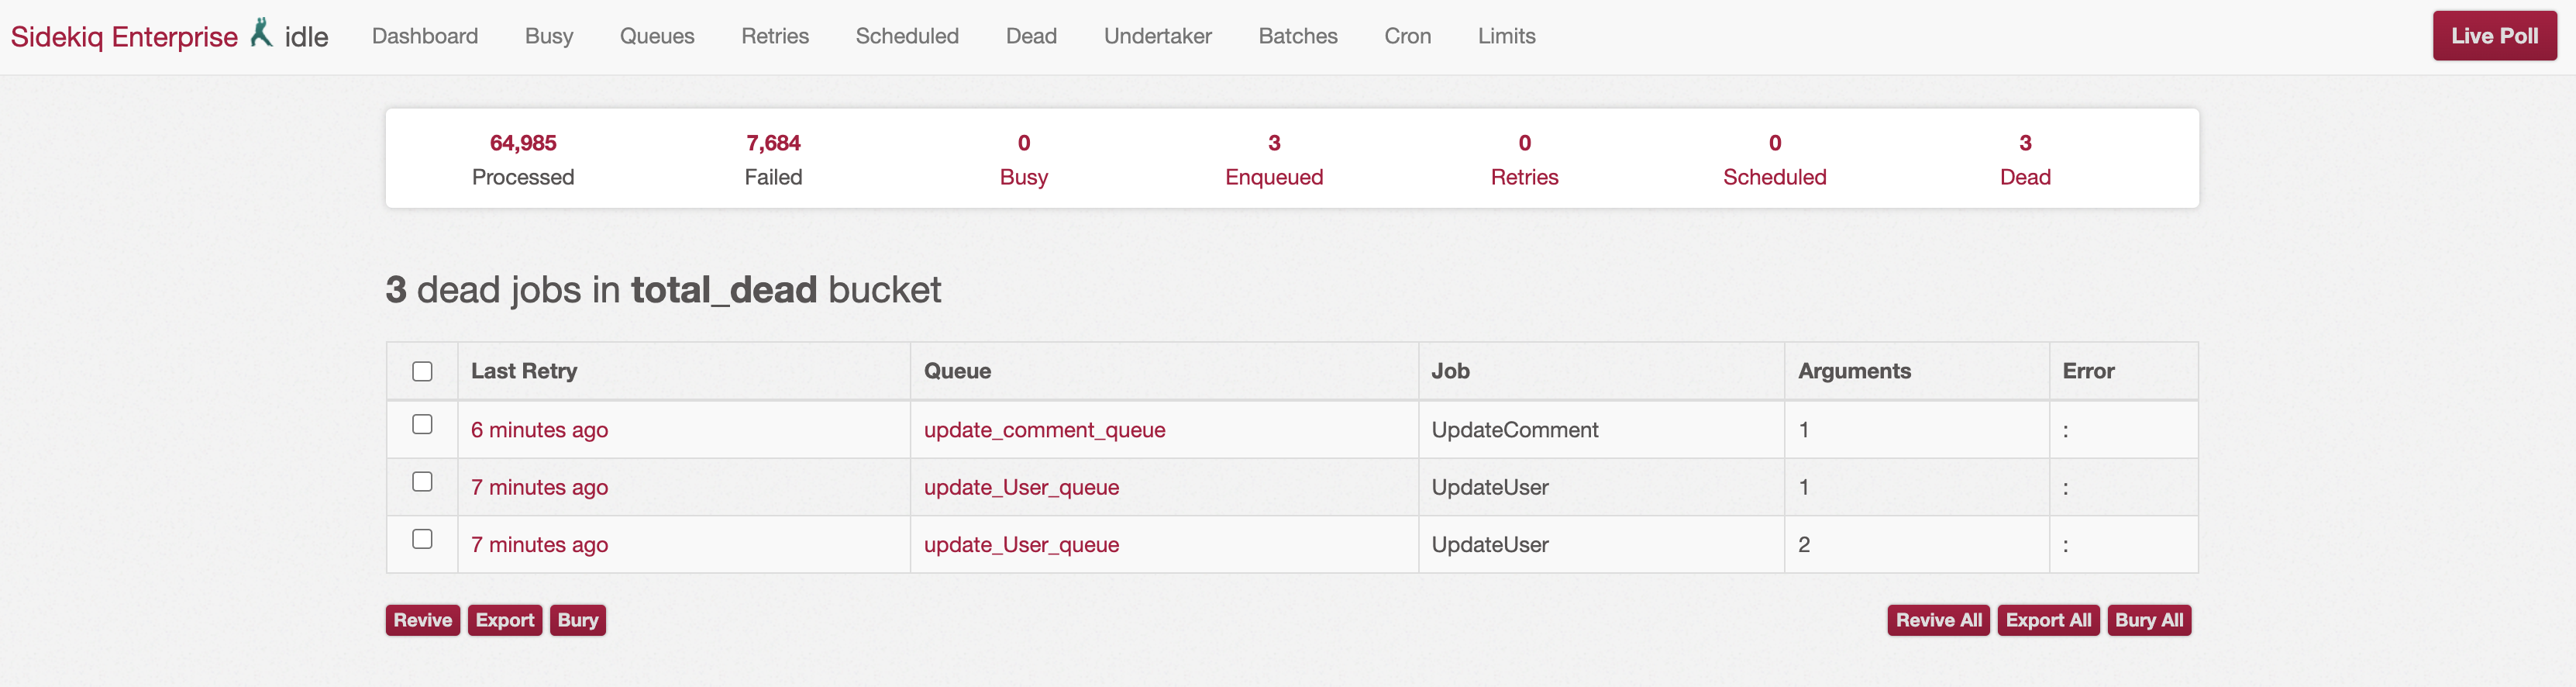 Sidekiq Enterprise idle Dashboard Busy Queues Retries Scheduled Dead Undertaker Batches Cron Limits Live Poll
64,985 7,684 0 3 0 0 3
Processed Failed Busy Enqueued Retries Scheduled Dead
3 dead jobs in total_dead bucket
Last Retry Queue Job Arguments Error
6 minutes ago update_comment_queue UpdateComment 1 :
7 minutes ago update_User_queue UpdateUser 1 :
7 minutes ago update_User_queue UpdateUser 2 :
Revive Export Bury Revive All Export All Bury All